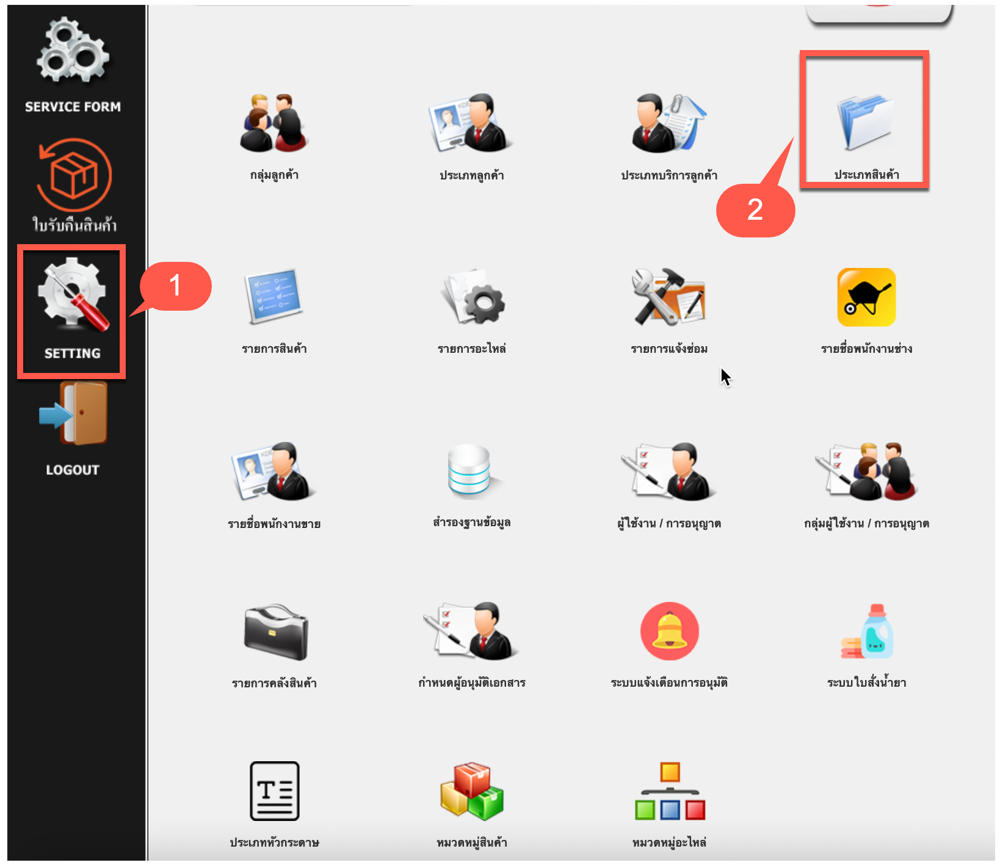 SERVICE FORM
ใบรับคืนสินค้า
SETTING
LOGOUT
1
2
กลุ่มลูกค้า
ประเภทลูกค้า
ประเภทบริการลูกค้า
ประเภทสินค้า
รายการสินค้า
รายการอะไหล่
รายการแจ้งซ่อม
รายชื่อพนักงานช่าง
รายชื่อพนักงานขาย
สำรองฐานข้อมูล
ผู้ใช้งาน / การอนุญาต
กลุ่มผู้ใช้งาน / การอนุญาต
รายการคลังสินค้า
กำหนดผู้อนุมัติเอกสาร
ระบบแจ้งเตือนการอนุมัติ
ระบบใบสั่งน้ำยา
ประเภทหัวกระดาษ
หมวดหมู่สินค้า
หมวดหมู่อะไหล่